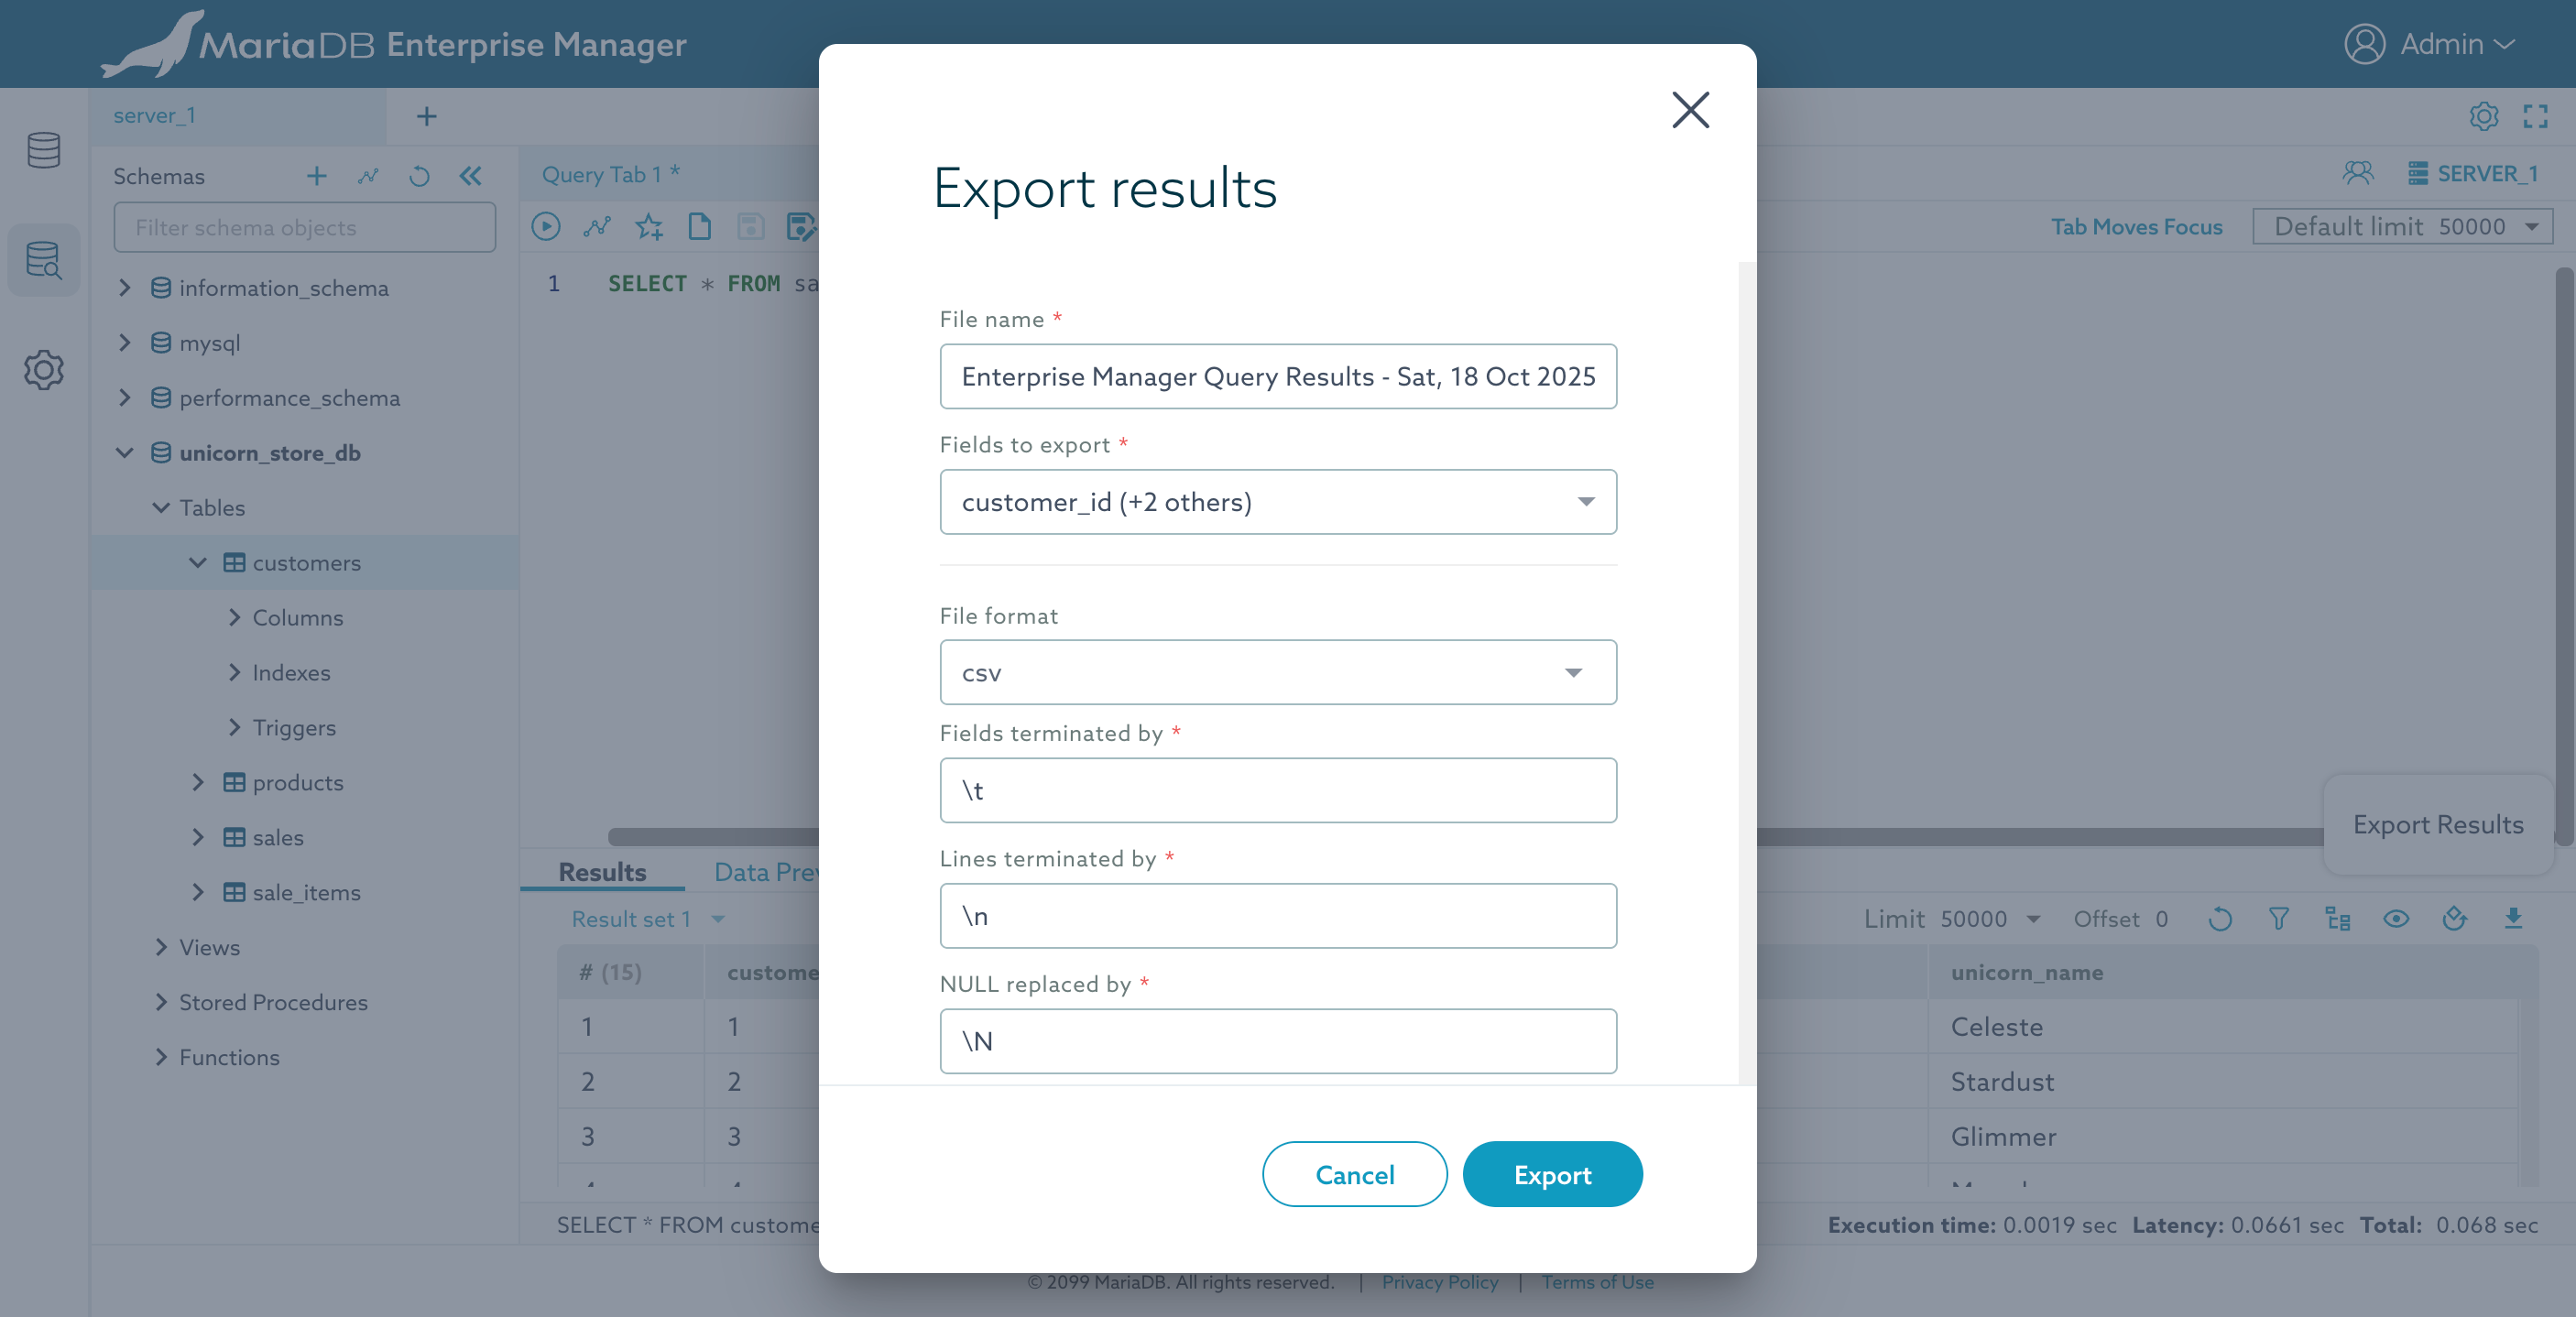 MariaDB Enterprise Manager
Admin
server_1
Schemas
Filter schema objects
information_schema
mysql
performance_schema
unicorn_store_db
Tables
customers
Columns
Indexes
Triggers
products
sales
sale_items
Views
Stored Procedures
Functions
Query Tab 1 *
SERVER_1
Tab Moves Focus
Default limit 50000
1 SELECT * FROM sa
Export results
File name *
Enterprise Manager Query Results - Sat, 18 Oct 2025
Fields to export *
customer_id (+2 others)
File format
csv
Fields terminated by *
\t
Lines terminated by *
\n
NULL replaced by *
\N
Cancel
Export
Export Results
Results
Data Prev
Result set 1
Limit 50000
Offset 0
# (15) custome unicorn_name
1 1 Celeste
2 2 Stardust
3 3 Glimmer
SELECT * FROM custome
Execution time: 0.0019 sec Latency: 0.0661 sec Total: 0.068 sec
© 2099 MariaDB. All rights reserved. | Privacy Policy | Terms of Use